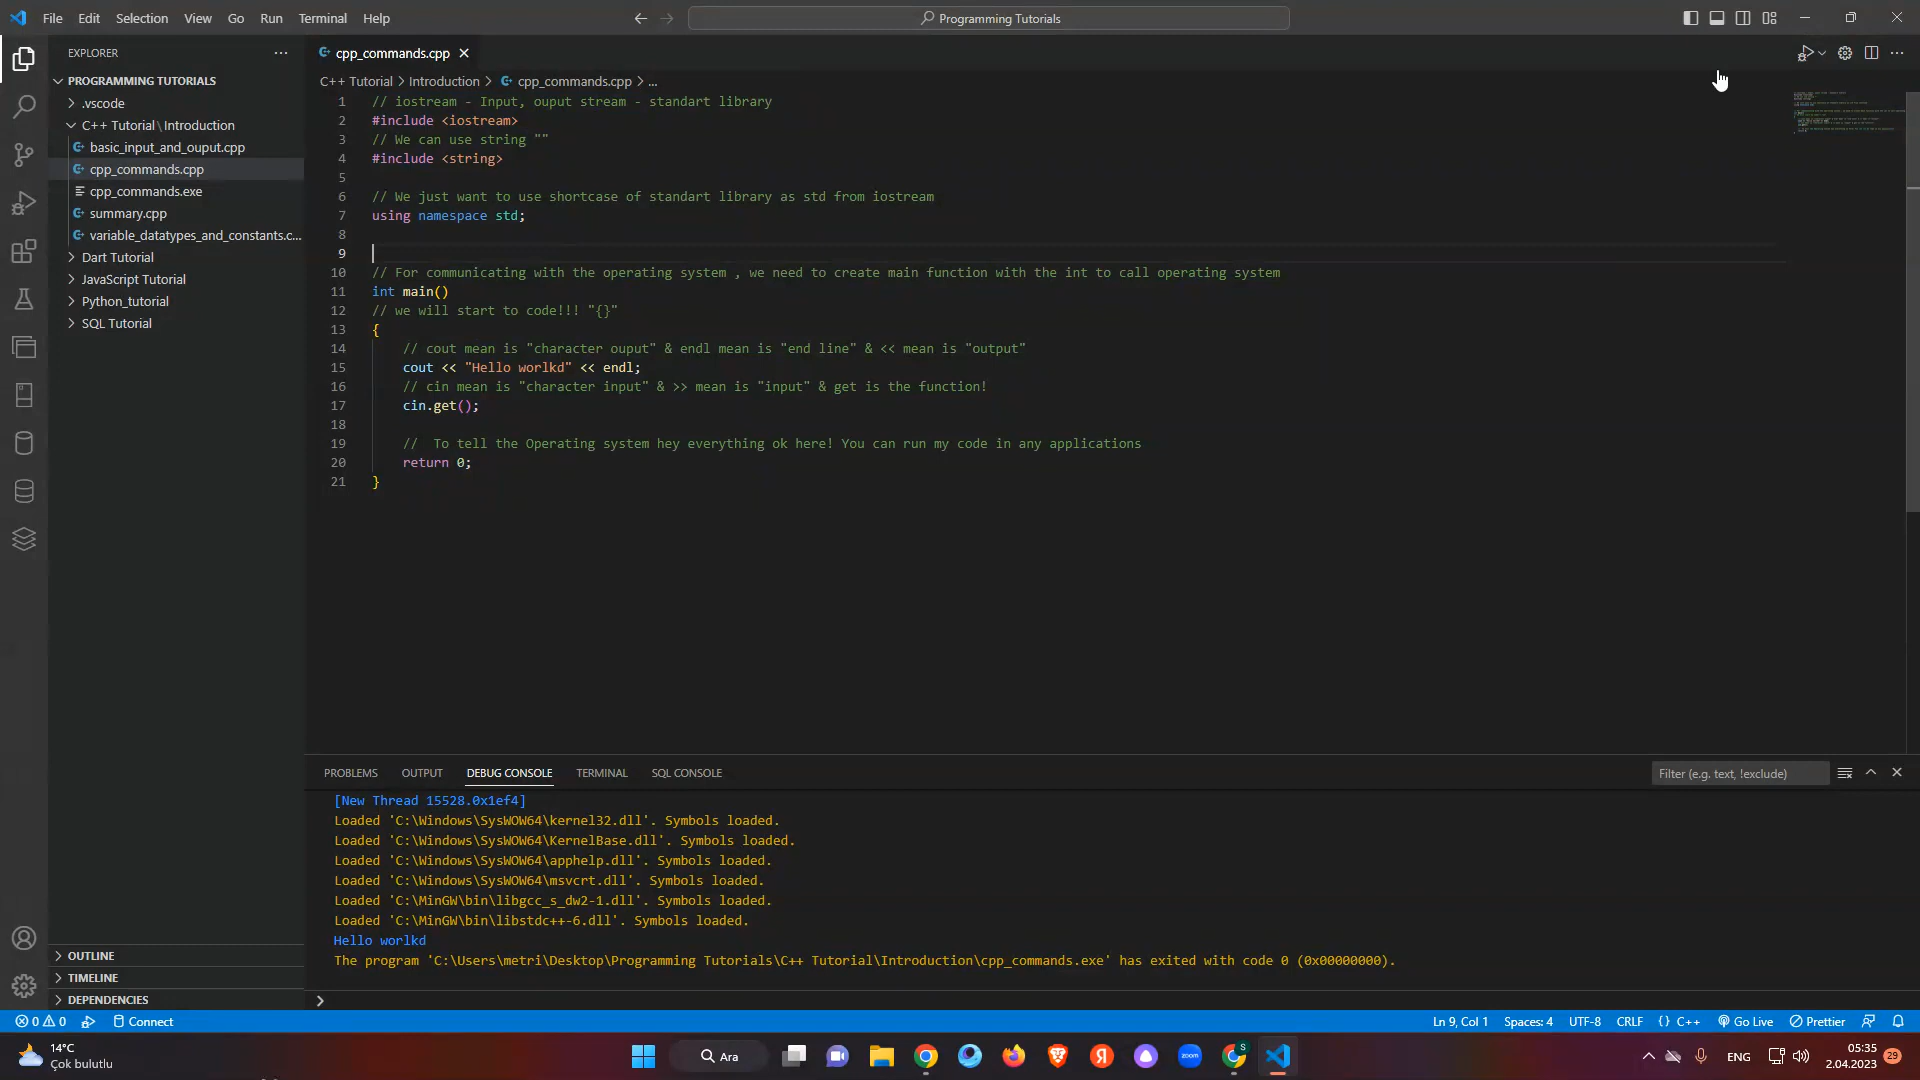 File Edit Selection View Go Run Terminal Help
Programming Tutorials
EXPLORER
PROGRAMMING TUTORIALS
.vscode
C++ Tutorial\Introduction
basic_input_and_ouput.cpp
cpp_commands.cpp
cpp_commands.exe
summary.cpp
variable_datatypes_and_constants.c...
Dart Tutorial
JavaScript Tutorial
Python_tutorial
SQL Tutorial
OUTLINE
TIMELINE
DEPENDENCIES
cpp_commands.cpp
C++ Tutorial > Introduction > cpp_commands.cpp > ...
1 // iostream - Input, ouput stream - standart library
2 #include <iostream>
3 // We can use string ""
4 #include <string>
5
6 // We just want to use shortcase of standart library as std from iostream
7 using namespace std;
8
9
10 // For communicating with the operating system , we need to create main function with the int to call operating system
11 int main()
12 // we will start to code!!! "{}"
13 {
14 // cout mean is "character ouput" & endl mean is "end line" & << mean is "output"
15 cout << "Hello worlkd" << endl;
16 // cin mean is "character input" & >> mean is "input" & get is the function!
17 cin.get();
18
19 //  To tell the Operating system hey everything ok here! You can run my code in any applications
20 return 0;
21 }
PROBLEMS OUTPUT DEBUG CONSOLE TERMINAL SQL CONSOLE
Filter (e.g. text, !exclude)
[New Thread 15528.0x1ef4]
Loaded 'C:\Windows\SysWOW64\kernel32.dll'. Symbols loaded.
Loaded 'C:\Windows\SysWOW64\KernelBase.dll'. Symbols loaded.
Loaded 'C:\Windows\SysWOW64\apphelp.dll'. Symbols loaded.
Loaded 'C:\Windows\SysWOW64\msvcrt.dll'. Symbols loaded.
Loaded 'C:\MinGW\bin\libgcc_s_dw2-1.dll'. Symbols loaded.
Loaded 'C:\MinGW\bin\libstdc++-6.dll'. Symbols loaded.
Hello worlkd
The program 'C:\Users\metri\Desktop\Programming Tutorials\C++ Tutorial\Introduction\cpp_commands.exe' has exited with code 0 (0x00000000).
0 0 Connect
Ln 9, Col 1 Spaces: 4 UTF-8 CRLF {} C++ Go Live Prettier
14°C
Çok bulutlu
Ara
zoom
S
ENG
05:35
2.04.2023
29